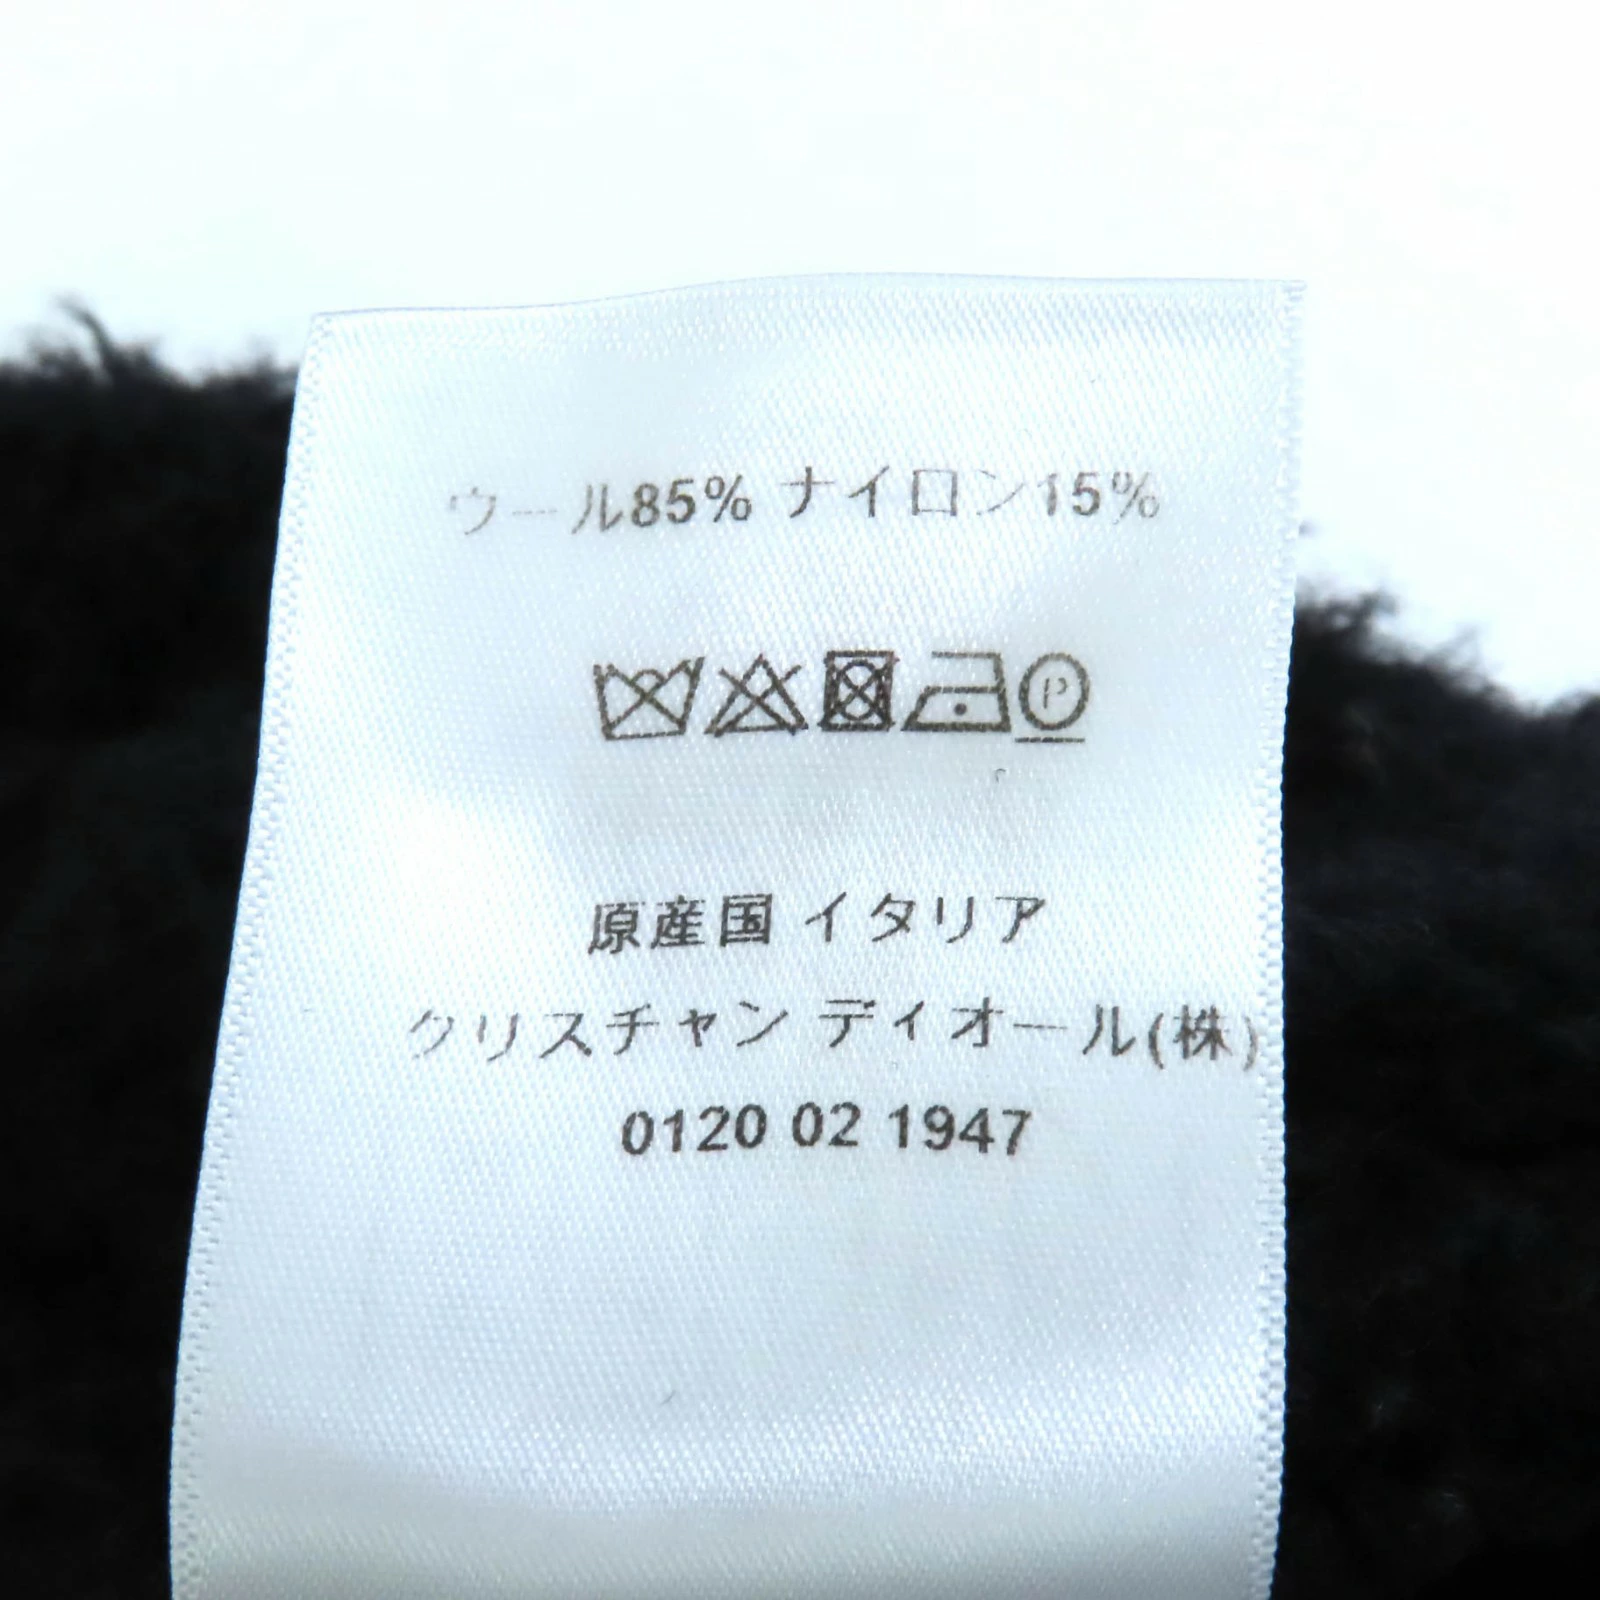 ウール85% ナイロン15%
P
原産国 イタリア
クリスチャン ディオール(株)
0120 02 1947